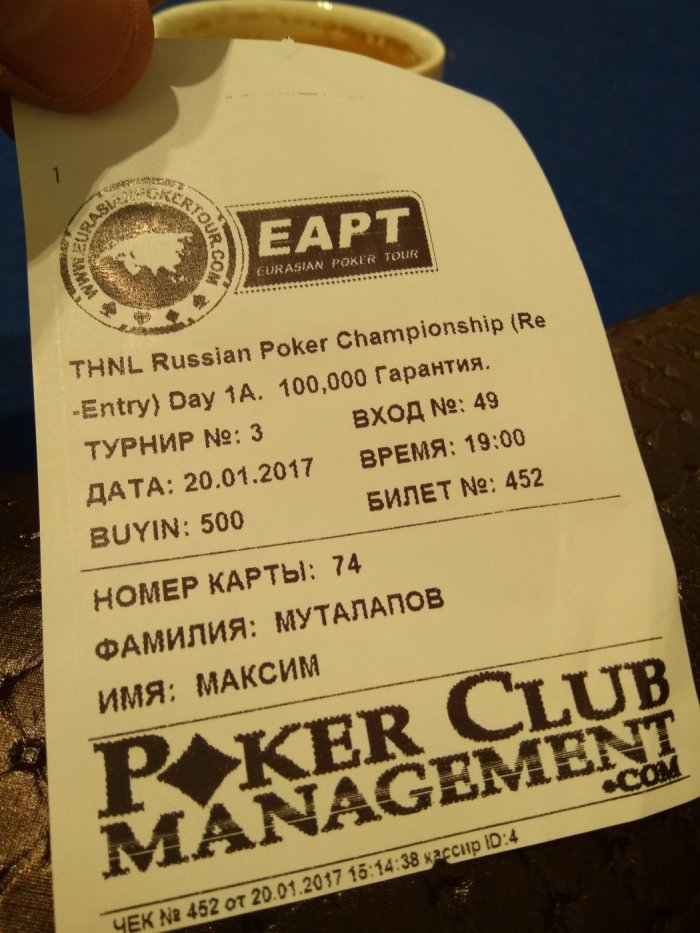 1
WWW.EURASIANPOKERTOUR.COM
EAPT
EURASIAN POKER TOUR
THNL Russian Poker Championship (Re
-Entry) Day 1A. 100,000 Гарантия.
ТУРНИР №: 3 ВХОД №: 49
ДАТА: 20.01.2017 ВРЕМЯ: 19:00
BUYIN: 500 БИЛЕТ №: 452
НОМЕР КАРТЫ: 74
ФАМИЛИЯ: МУТАЛАПОВ
ИМЯ: МАКСИМ
POKER CLUB
MANAGEMENT
.COM
ЧЕК № 452 от 20.01.2017 15:14:38 кассир ID:4